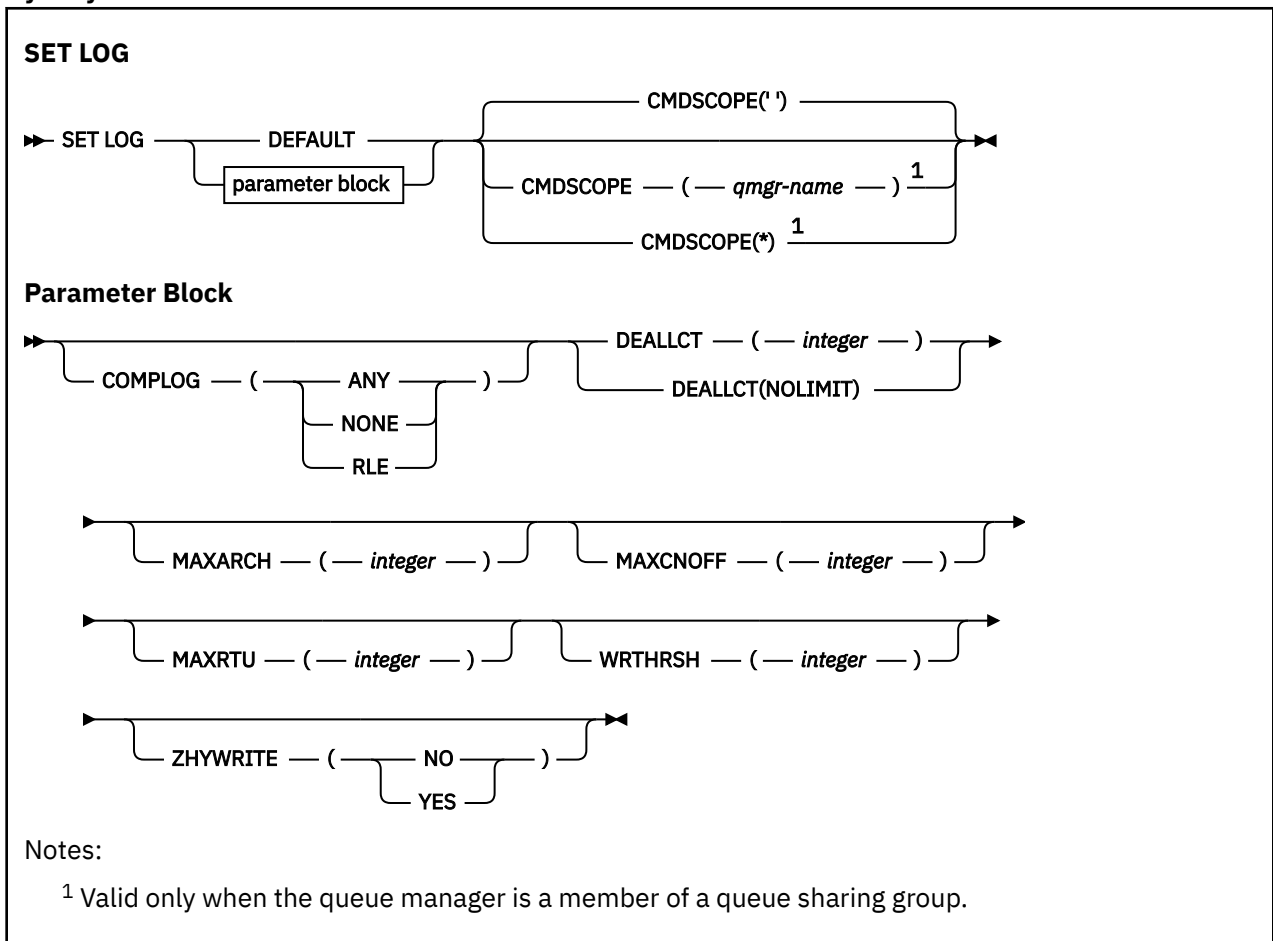 SET LOG
CMDSCOPE(' ')
SET LOG DEFAULT
parameter block
CMDSCOPE ( qmgr-name ) 1
CMDSCOPE(*) 1
Parameter Block
DEALLCT ( integer )
COMPLOG ( ANY )
DEALLCT(NOLIMIT)
NONE
RLE
MAXARCH ( integer ) MAXCNOFF ( integer )
MAXRTU ( integer ) WRTHRSH ( integer )
ZHYWRITE ( NO )
YES
Notes:
1 Valid only when the queue manager is a member of a queue sharing group.